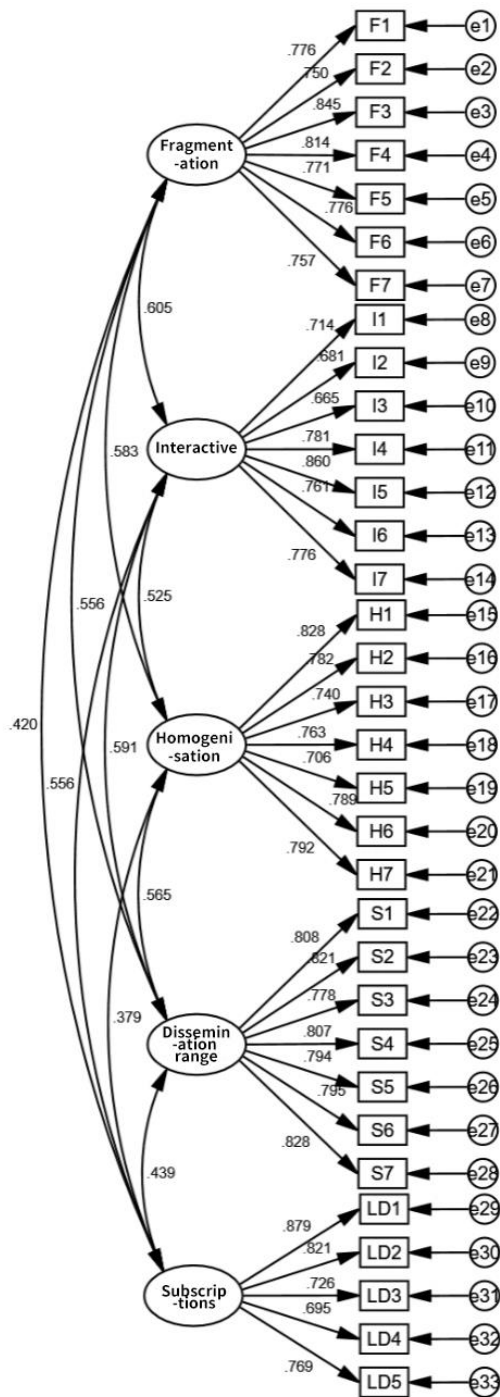 F1
e1
.776
F2
e2
.750
F3
e3
.845
Fragment
-ation
.814
F4
e4
.771
F5
e5
.776
F6
e6
.757
F7
e7
.605
I1
e8
.714
I2
e9
.681
I3
e10
.665
Interactive
.781
I4
e11
.583
.860
I5
e12
.761
I6
e13
.776
I7
e14
.556
.525
H1
e15
.828
H2
e16
.782
H3
e17
.740
.420
.591
Homogeni
-sation
.763
H4
e18
.556
.706
H5
e19
.789
H6
e20
.792
H7
e21
.565
S1
e22
.808
S2
e23
.821
S3
e24
.778
.379
Dissemin
-ation
range
.807
S4
e25
.794
S5
e26
.795
S6
e27
.828
S7
e28
.439
LD1
e29
.879
LD2
e30
.821
Subscrip
-tions
.726
LD3
e31
.695
LD4
e32
.769
LD5
e33